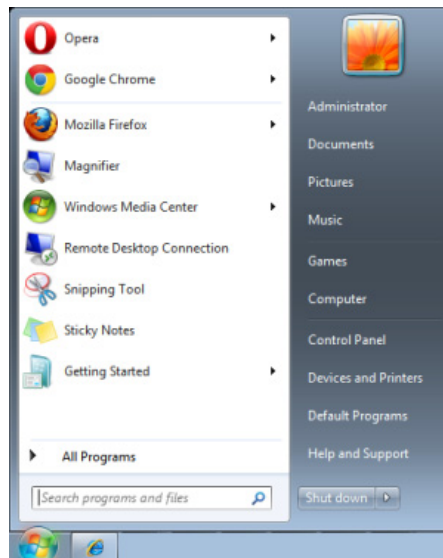 Opera
Google Chrome
Mozilla Firefox
Magnifier
Windows Media Center
Remote Desktop Connection
Snipping Tool
Sticky Notes
Getting Started
All Programs
Search programs and files
Administrator
Documents
Pictures
Music
Games
Computer
Control Panel
Devices and Printers
Default Programs
Help and Support
Shut down